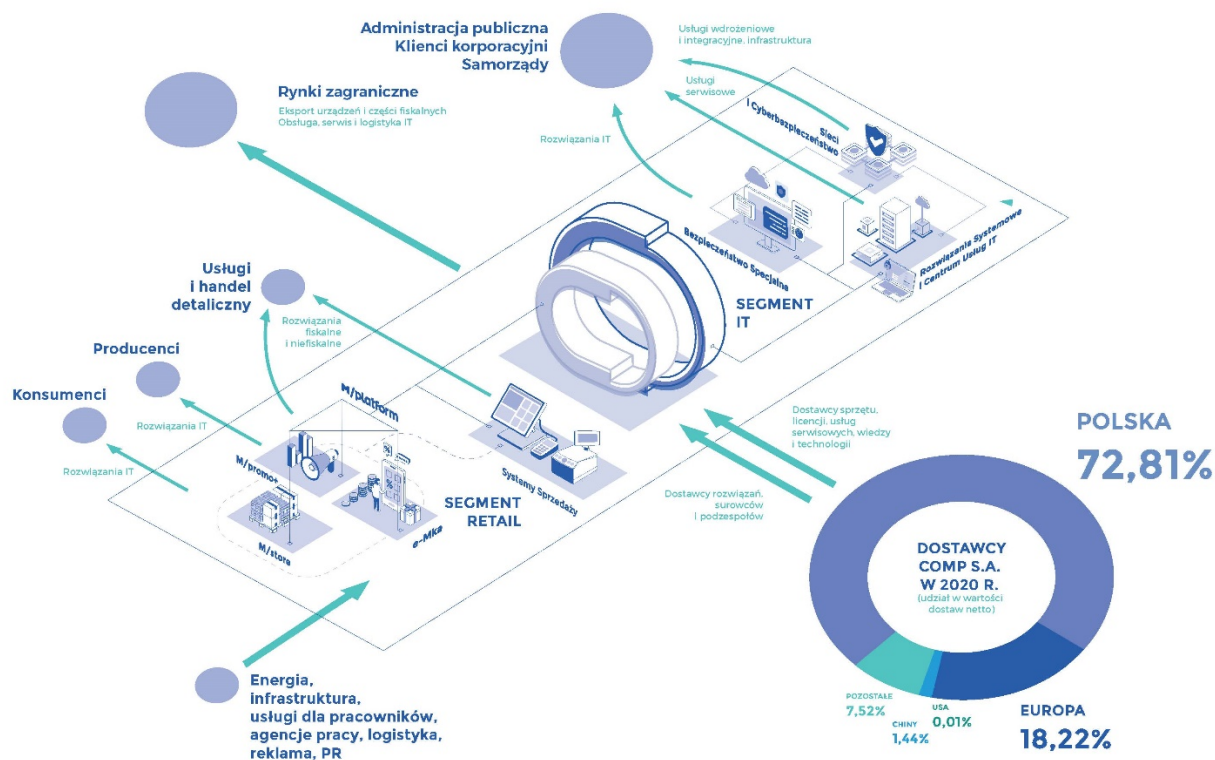 Administracja publiczna
Klienci korporacyjni
Samorządy
Usługi wdrożeniowe
i integracyjne, infrastruktura
Usługi
serwisowe
Rynki zagraniczne
Eksport urządzeń i części fiskalnych
Obsługa, serwis i logistyka IT
Rozwiązania IT
Sieci
i Cyberbezpieczeństwo
Bezpieczeństwo Specjalne
Rozwiązania Systemowe
i Centrum Usług IT
SEGMENT
IT
Usługi
i handel
detaliczny
Rozwiązania
fiskalne
i niefiskalne
Producenci
Konsumenci
Rozwiązania IT
Rozwiązania IT
M/platform
M/promo+
M/store
e-Mka
SEGMENT
RETAIL
Systemy Sprzedaży
Dostawcy sprzętu,
licencji, usług
serwisowych, wiedzy
i technologii
Dostawcy rozwiązań,
surowców
i podzespołów
Energia,
infrastruktura,
usługi dla pracowników,
agencje pracy, logistyka,
reklama, PR
POLSKA
72,81%
DOSTAWCY
COMP S.A.
W 2020 R.
(udział w wartości
dostaw netto)
POZOSTAŁE
7,52%
CHINY
1,44%
USA
0,01%
EUROPA
18,22%